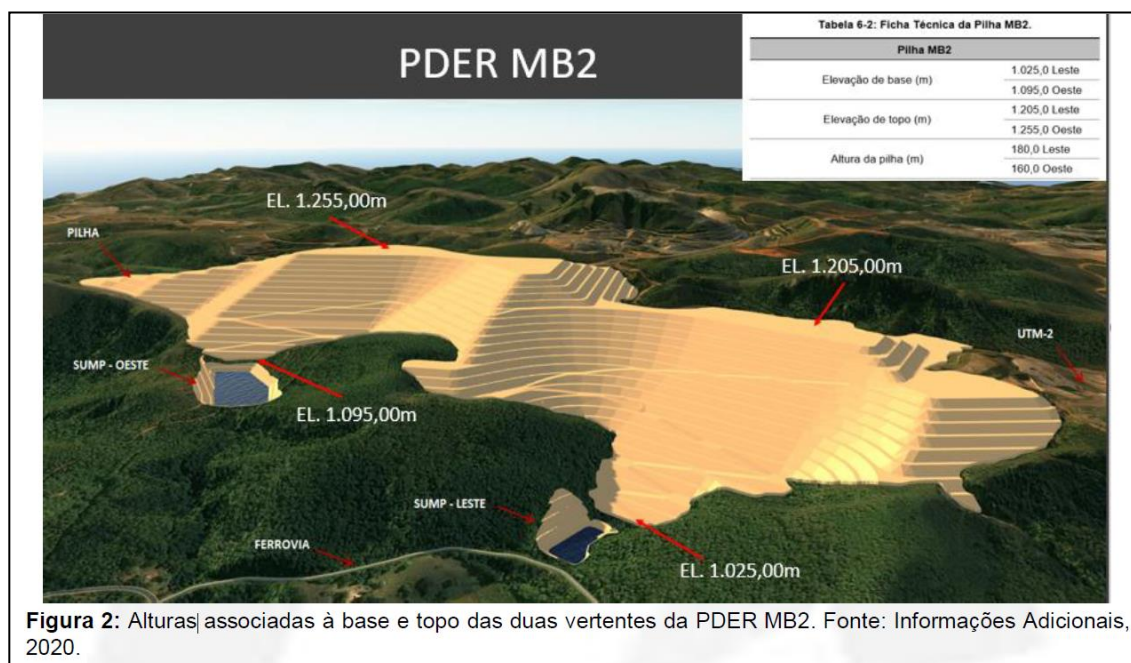 PDER MB2
Tabela 6-2: Ficha Técnica da Pilha MB2.
Pilha MB2
Elevação de base (m)
1.025,0 Leste
1.095,0 Oeste
Elevação de topo (m)
1.205,0 Leste
1.255,0 Oeste
Altura da pilha (m)
180,0 Leste
160,0 Oeste
EL. 1.255,00m
PILHA
EL. 1.205,00m
UTM-2
SUMP - OESTE
EL. 1.095,00m
SUMP - LESTE
FERROVIA
EL. 1.025,00m
Figura 2: Alturas associadas à base e topo das duas vertentes da PDER MB2. Fonte: Informações Adicionais,
2020.